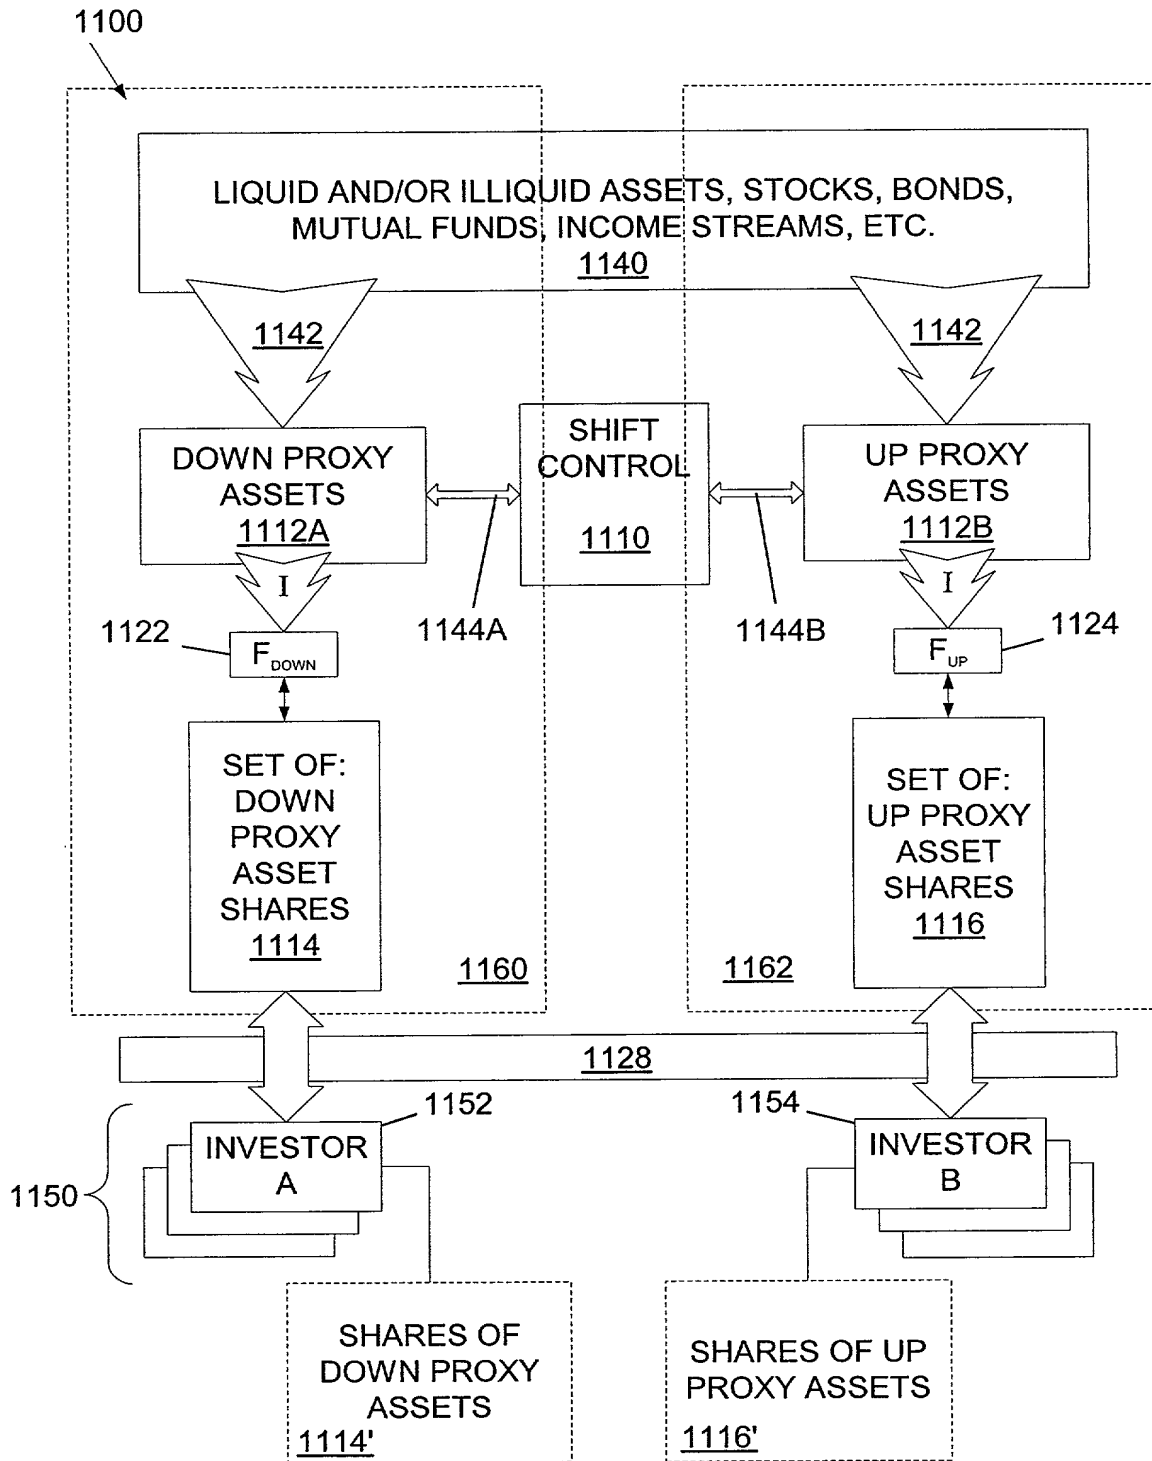 1100
LIQUID AND/OR ILLIQUID ASSETS, STOCKS, BONDS,
MUTUAL FUNDS, INCOME STREAMS, ETC.
1140
1142
1142
DOWN PROXY
ASSETS
1112A
SHIFT
CONTROL
1110
UP PROXY
ASSETS
1112B
I
I
1144A
1144B
1122
F DOWN
F UP
1124
SET OF:
DOWN
PROXY
ASSET
SHARES
1114
SET OF:
UP PROXY
ASSET
SHARES
1116
1160
1162
1128
1152
1154
1150
INVESTOR
A
INVESTOR
B
SHARES OF
DOWN PROXY
ASSETS
1114'
SHARES OF UP
PROXY ASSETS
1116'